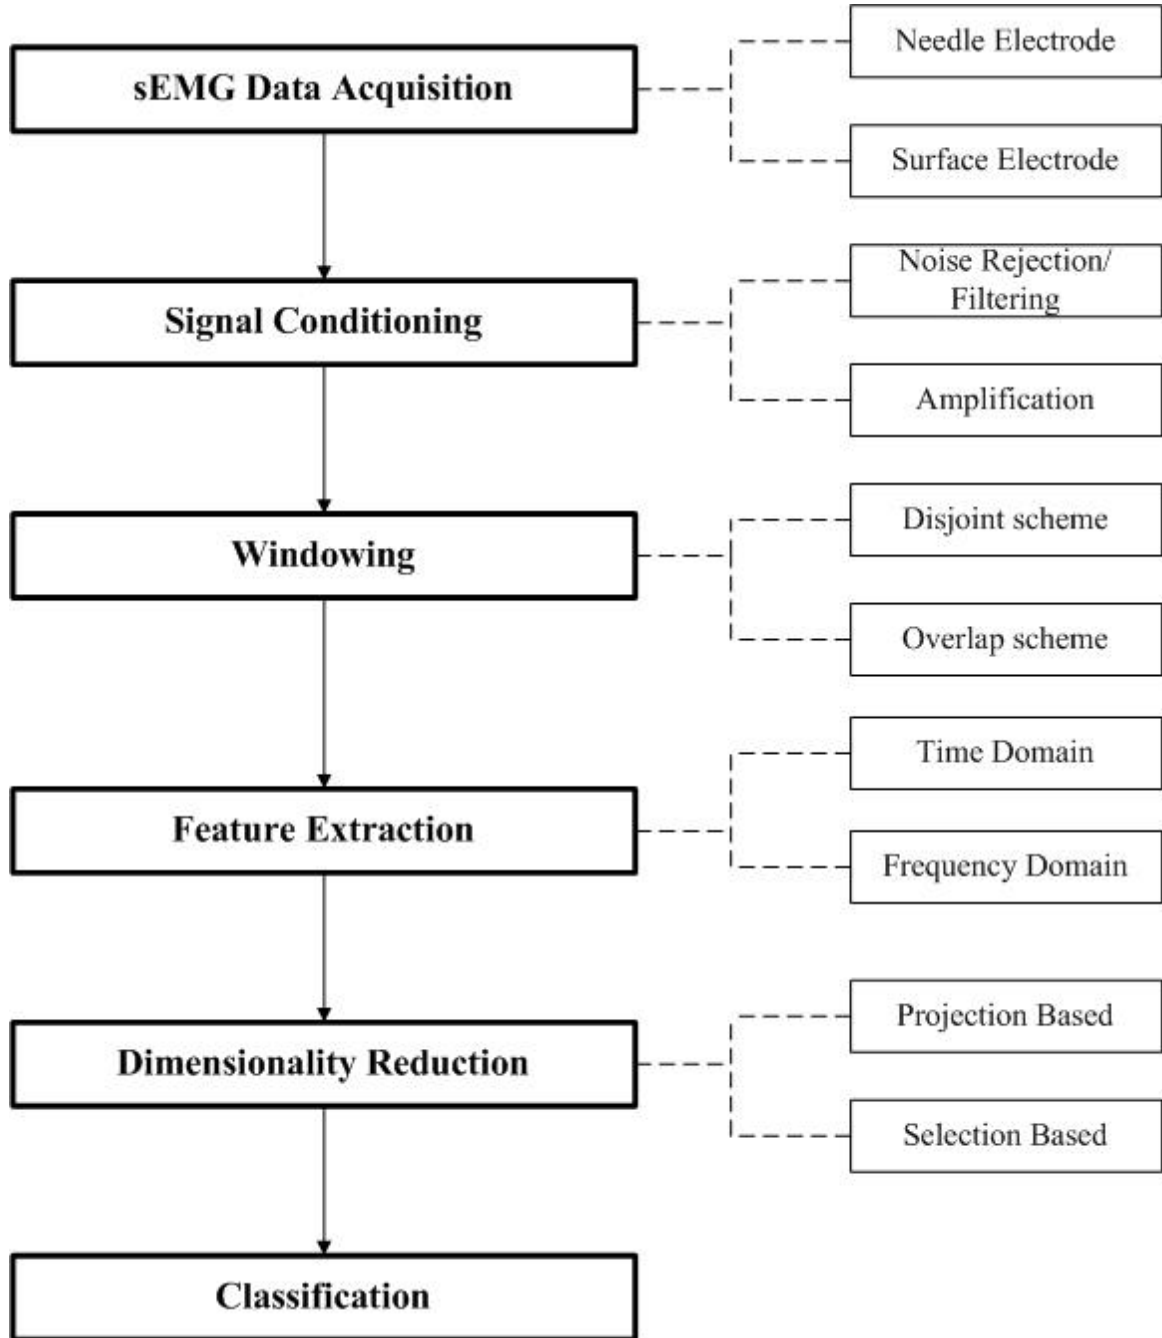 Needle Electrode
sEMG Data Acquisition
Surface Electrode
Noise Rejection/
Filtering
Signal Conditioning
Amplification
Disjoint scheme
Windowing
Overlap scheme
Time Domain
Feature Extraction
Frequency Domain
Projection Based
Dimensionality Reduction
Selection Based
Classification